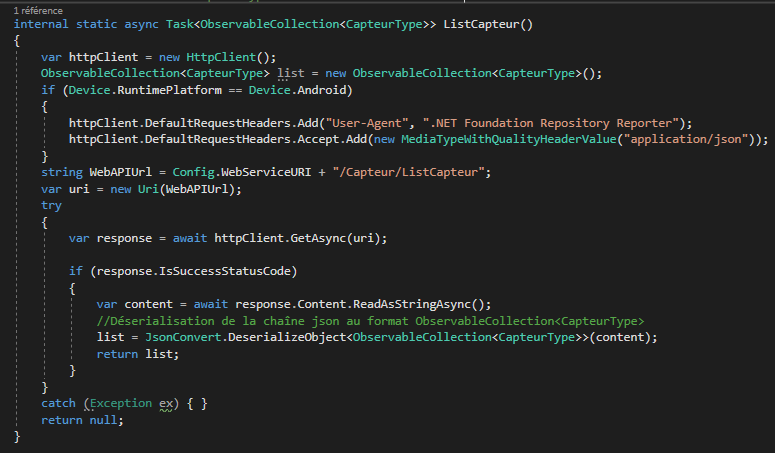 1 référence
internal static async Task<ObservableCollection<CapteurType>> ListCapteur()
{
var httpClient = new HttpClient();
ObservableCollection<CapteurType> list = new ObservableCollection<CapteurType>();
if (Device.RuntimePlatform == Device.Android)
{
httpClient.DefaultRequestHeaders.Add("User-Agent", ".NET Foundation Repository Reporter");
httpClient.DefaultRequestHeaders.Accept.Add(new MediaTypeWithQualityHeaderValue("application/json"));
}
string WebAPIUrl = Config.WebServiceURI + "/Capteur/ListCapteur";
var uri = new Uri(WebAPIUrl);
try
{
var response = await httpClient.GetAsync(uri);
if (response.IsSuccessStatusCode)
{
var content = await response.Content.ReadAsStringAsync();
//Déserialisation de la chaîne json au format ObservableCollection<CapteurType>
list = JsonConvert.DeserializeObject<ObservableCollection<CapteurType>>(content);
return list;
}
}
catch (Exception ex) { }
return null;
}